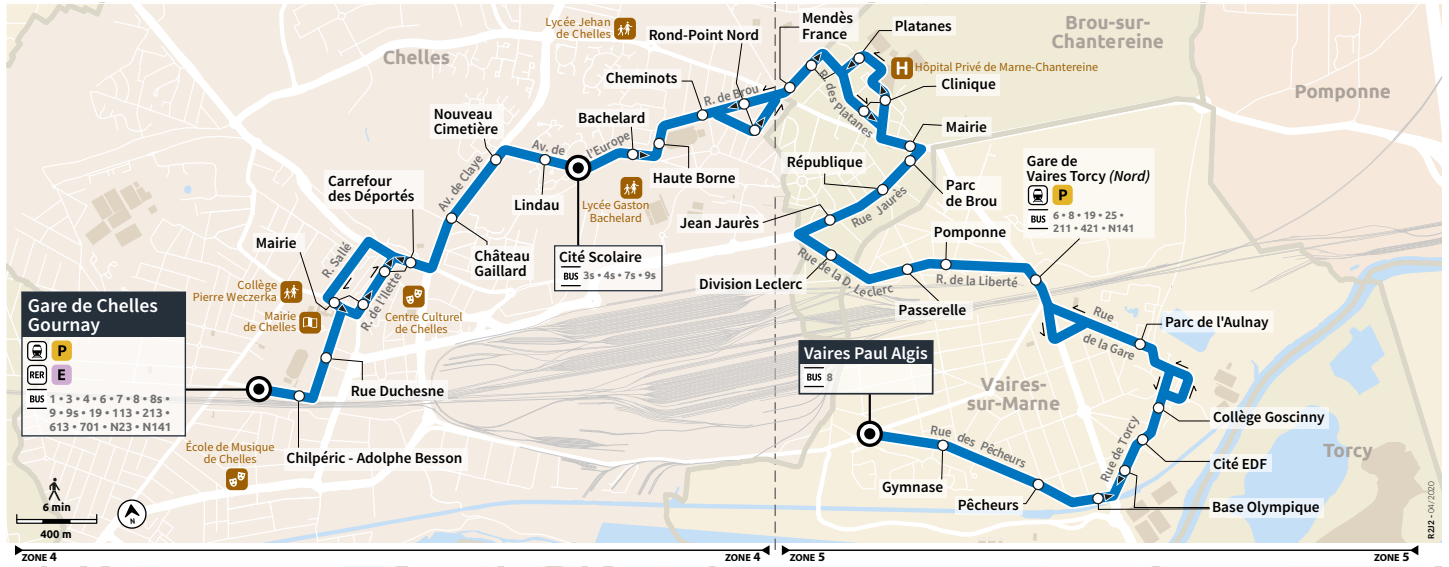 Chelles
Lycée Jehan
de Chelles
Rond-Point Nord
Mendès
France
Platanes
Brou-sur-
Chantereine
H
Hôpital Privé de Marne-Chantereine
Pomponne
Cheminots
R. de Brou
R. des Platanes
Clinique
Nouveau
Cimetière
Bachelard
Av. de
l'Europe
Mairie
République
Gare de
Vaires Torcy (Nord)
P
BUS 6 • 8 • 19 • 25 •
211 • 421 • N141
Carrefour
des Déportés
Av. de Claye
Lindau
Haute Borne
Lycée Gaston
Bachelard
Parc
de Brou
Rue Jaurès
Jean Jaurès
Mairie
R. Sallé
Château
Gaillard
Cité Scolaire
BUS 3s • 4s • 7s • 9s
Pomponne
Rue de la D. Leclerc
R. de la Liberté
Division Leclerc
Passerelle
Collège
Pierre Weczerka
Mairie
de Chelles
R. de l'Ilette
Centre Culturel
de Chelles
Gare de Chelles
Gournay
P
RER E
BUS 1 • 3 • 4 • 6 • 7 • 8 • 8s •
9 • 9s • 19 • 113 • 213 •
613 • 701 • N23 • N141
Rue
de la Gare
Parc de l'Aulnay
Vaires Paul Algis
BUS 8
Rue Duchesne
Vaires-
sur-Marne
Collège Goscinny
École de Musique
de Chelles
Chilpéric - Adolphe Besson
Rue des Pêcheurs
Rue de Torcy
Torcy
Cité EDF
Gymnase
Pêcheurs
Base Olympique
6 min
400 m
N
R2J2 - 04/2020
ZONE 4
ZONE 4
ZONE 5
ZONE 5